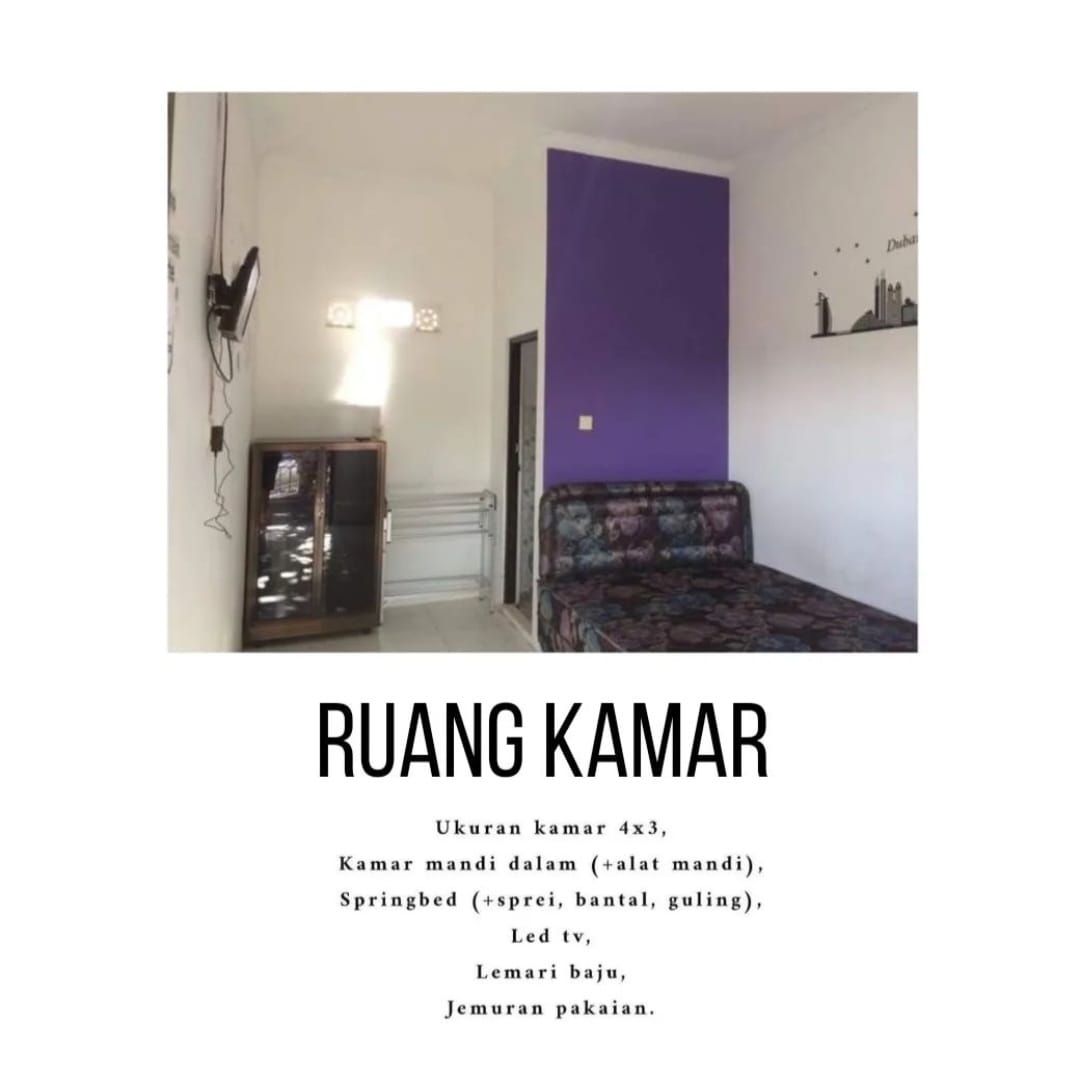 Duba
RUANG KAMAR
Ukuran kamar 4x3,
Kamar mandi dalam (+alat mandi),
Springbed (+sprei, bantal, guling),
Led tv,
Lemari baju,
Jemuran pakaian.